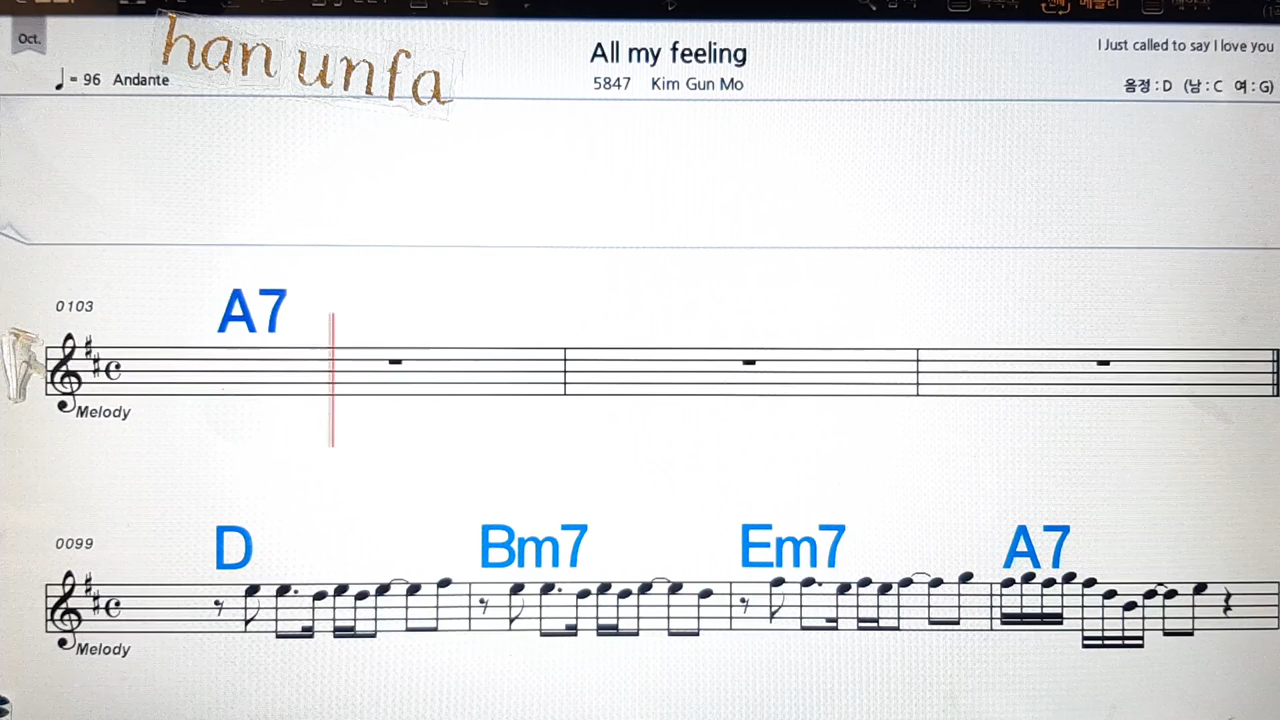 Oct.
han unfa
All my feeling
I Just called to say I love you
= 96 Andante
5847 Kim Gun Mo
음정 : D (남 : C 여 : G)
0103
A7
Melody
0099
D Bm7 Em7 A7
Melody